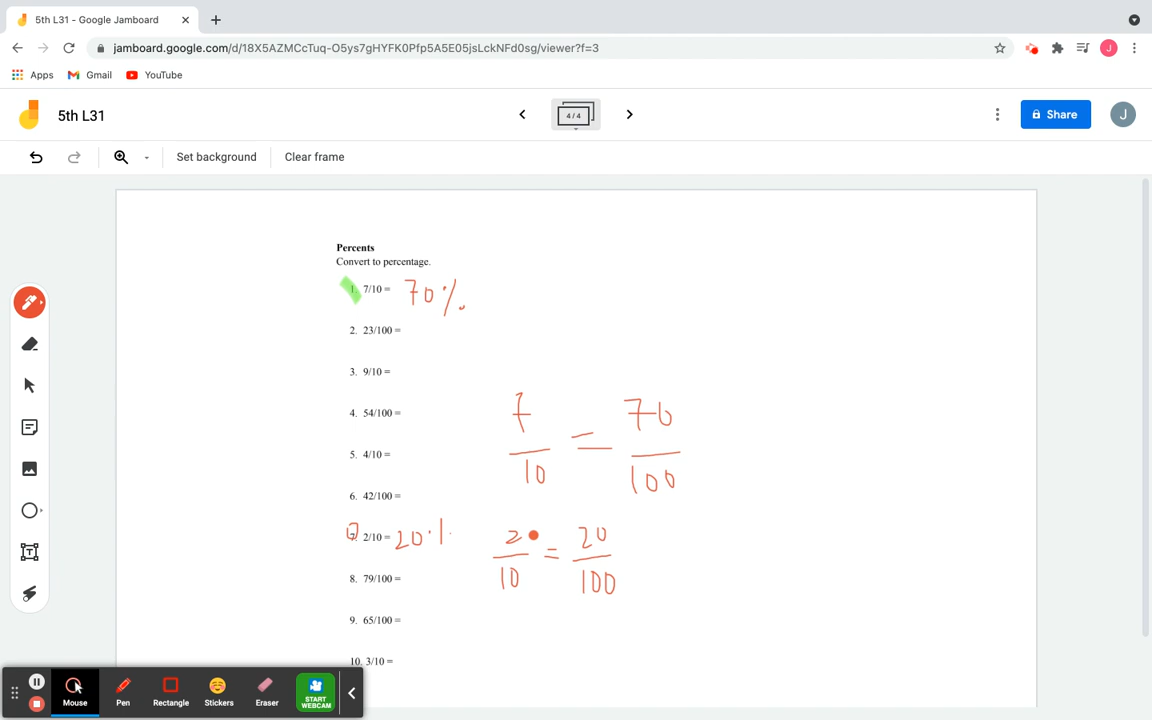 5th L31 - Google Jamboard
jamboard.google.com/d/18X5AZMCcTuq-O5ys7gHYFK0Pfp5A5E05jsLckNFd0sg/viewer?f=3
J
Apps
Gmail
YouTube
5th L31
4 / 4
Share
J
Set background
Clear frame
Percents
Convert to percentage.
1. 7/10 = 70%
2. 23/100 =
3. 9/10 =
4. 54/100 =
5. 4/10 =
6. 42/100 =
7. 2/10 = 20%
8. 79/100 =
9. 65/100 =
10. 3/10 =
7 = 70
10 100
2 = 20
10 100
Mouse
Pen
Rectangle
Stickers
Eraser
START
WEBCAM